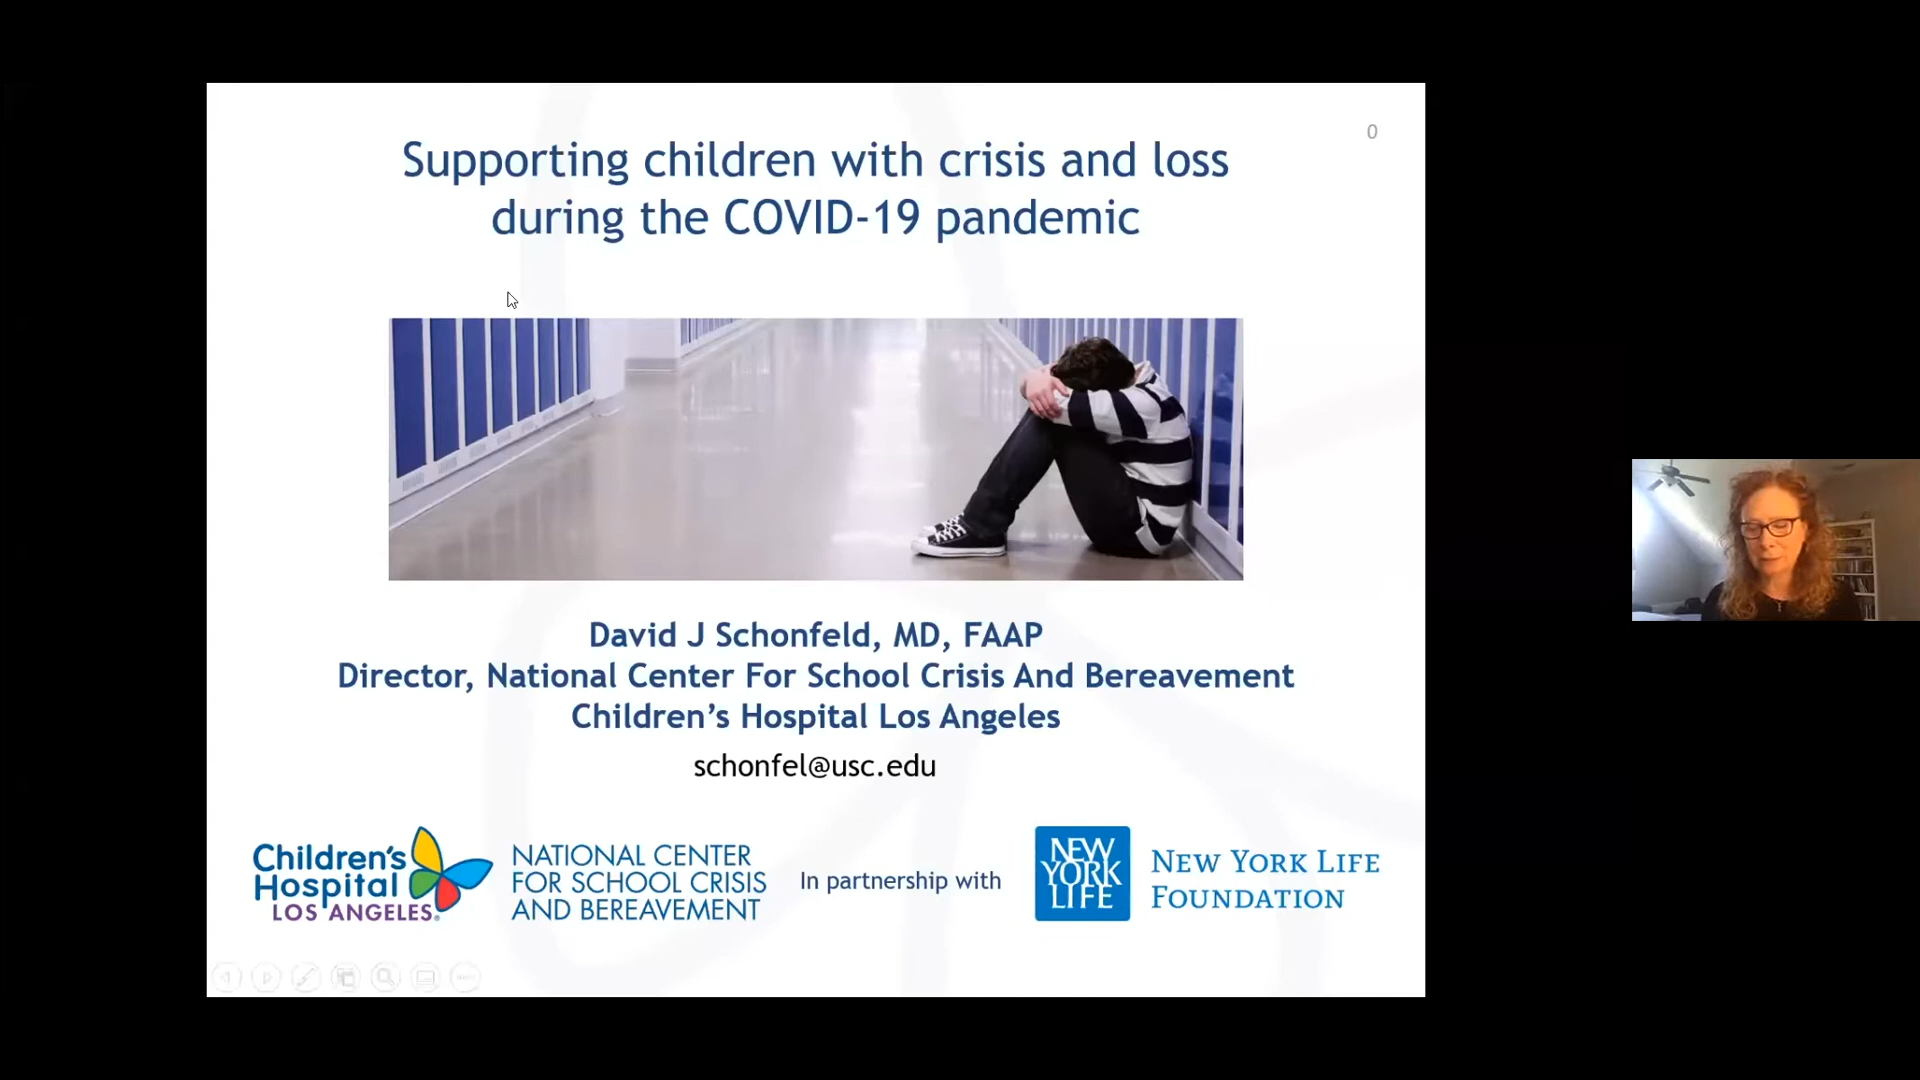 0
Supporting children with crisis and loss
during the COVID-19 pandemic
David J Schonfeld, MD, FAAP
Director, National Center For School Crisis And Bereavement
Children's Hospital Los Angeles
schonfel@usc.edu
Children's
Hospital
LOS ANGELES®
NATIONAL CENTER
FOR SCHOOL CRISIS
AND BEREAVEMENT
In partnership with
NEW
YORK
LIFE
NEW YORK LIFE
FOUNDATION